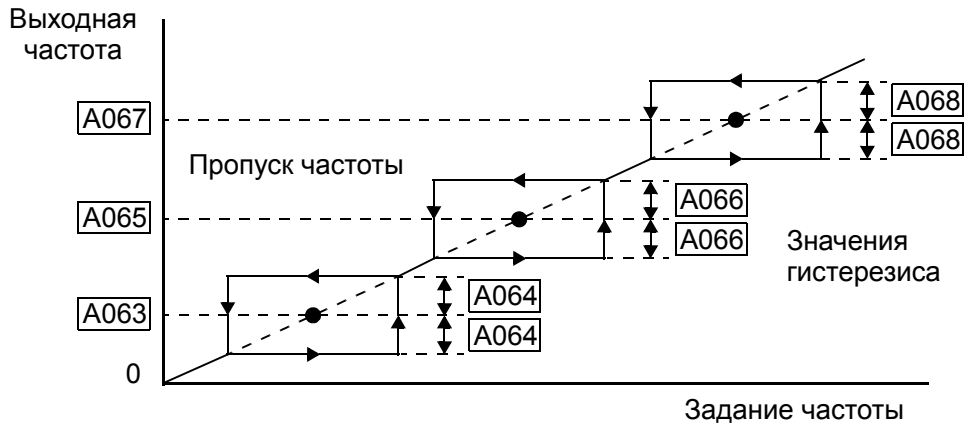 Выходная
частота
A067
A068
A068
Пропуск частоты
A065
A066
A066
Значения
гистерезиса
A063
A064
A064
0
Задание частоты